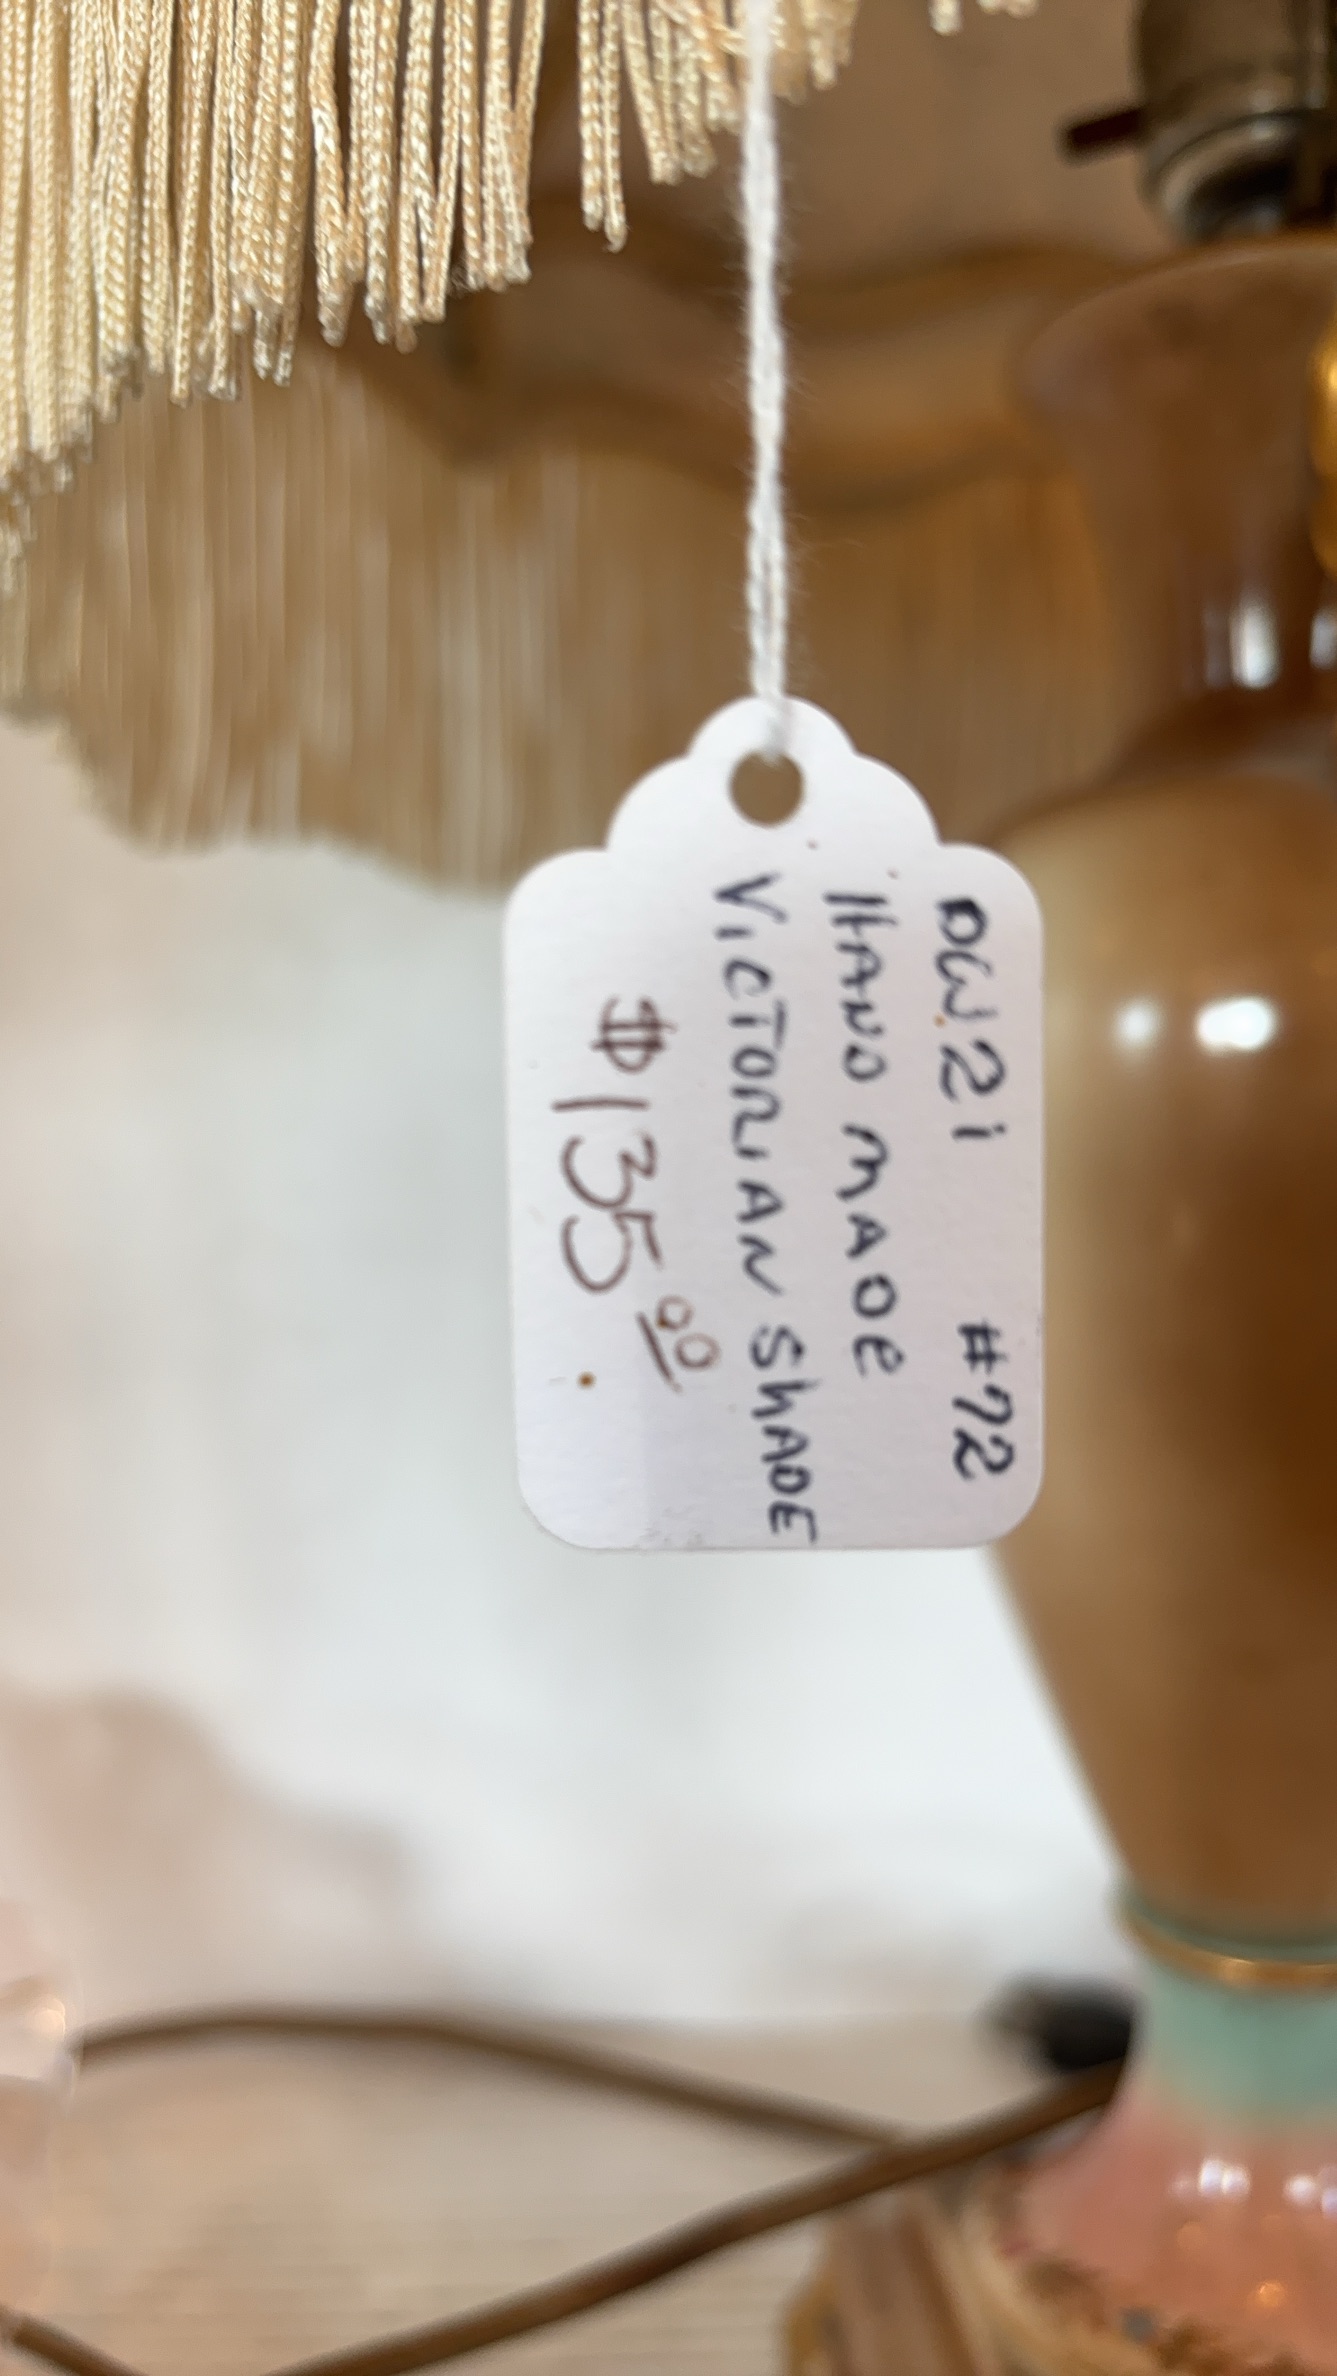 DW21 #72
HAND MADE
VICTORIAN SHADE
$135.00